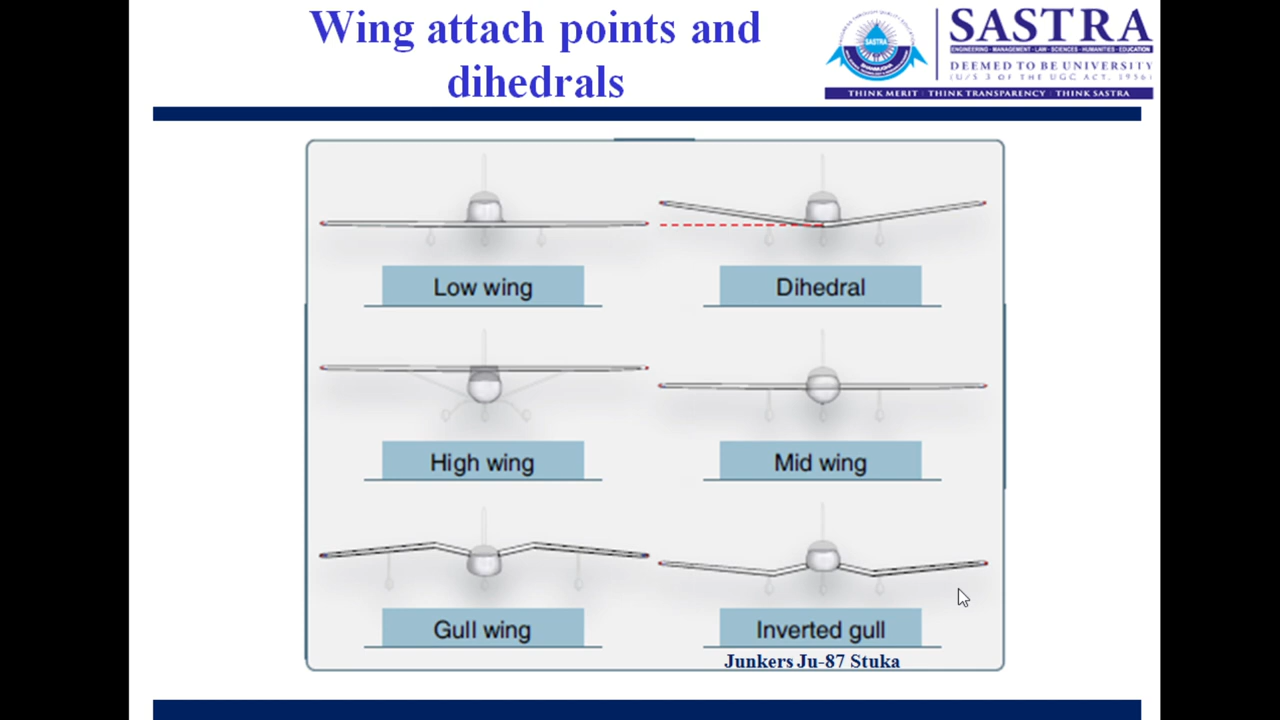 Wing attach points and
dihedrals
SASTRA
ENGINEERING · MANAGEMENT · LAW · SCIENCES · HUMANITIES · EDUCATION
DEEMED TO BE UNIVERSITY
(U/S 3 OF THE UGC ACT, 1956)
THINK MERIT | THINK TRANSPARENCY | THINK SASTRA
SASTRA
Low wing
Dihedral
High wing
Mid wing
Gull wing
Inverted gull
Junkers Ju-87 Stuka